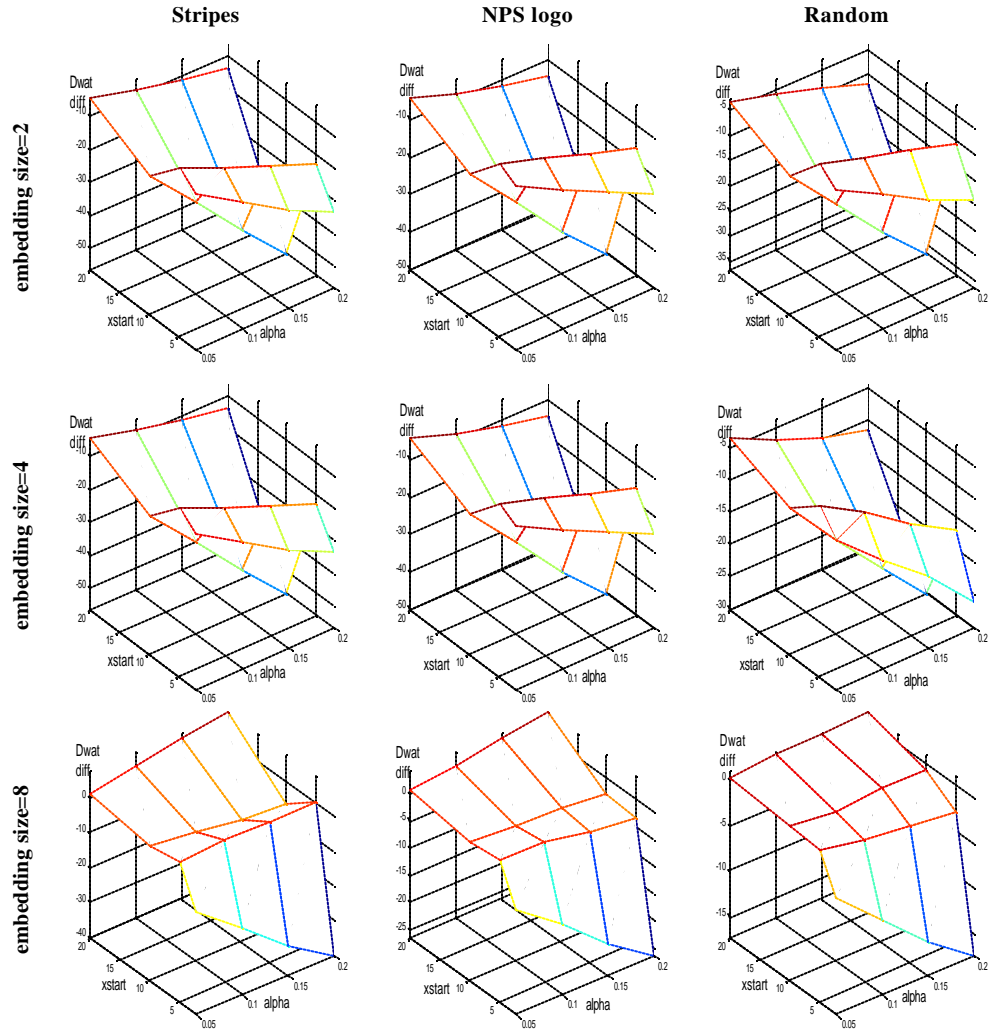 Stripes NPS logo Random
embedding size=2
Dwat
diff
-10
-20
-30
-40
-50
20
15
xstart 10
5
0.05
0.1
alpha
0.15
0.2
Dwat
diff
-10
-20
-30
-40
-50
20
15
xstart 10
5
0.05
0.1
alpha
0.15
0.2
Dwat
diff
-5
-10
-15
-20
-25
-30
-35
20
15
xstart 10
5
0.05
0.1
alpha
0.15
0.2
embedding size=4
Dwat
diff
-10
-20
-30
-40
-50
20
15
xstart 10
5
0.05
0.1
alpha
0.15
0.2
Dwat
diff
-10
-20
-30
-40
-50
20
15
xstart 10
5
0.05
0.1
alpha
0.15
0.2
Dwat
diff
-5
-10
-15
-20
-25
-30
20
15
xstart 10
5
0.05
0.1
alpha
0.15
0.2
embedding size=8
Dwat
diff
0
-10
-20
-30
-40
20
15
xstart 10
5
0.05
0.1
alpha
0.15
0.2
Dwat
diff
0
-5
-10
-15
-20
-25
20
15
xstart 10
5
0.05
0.1
alpha
0.15
0.2
Dwat
diff
0
-5
-10
-15
20
15
xstart 10
5
0.05
0.1
alpha
0.15
0.2